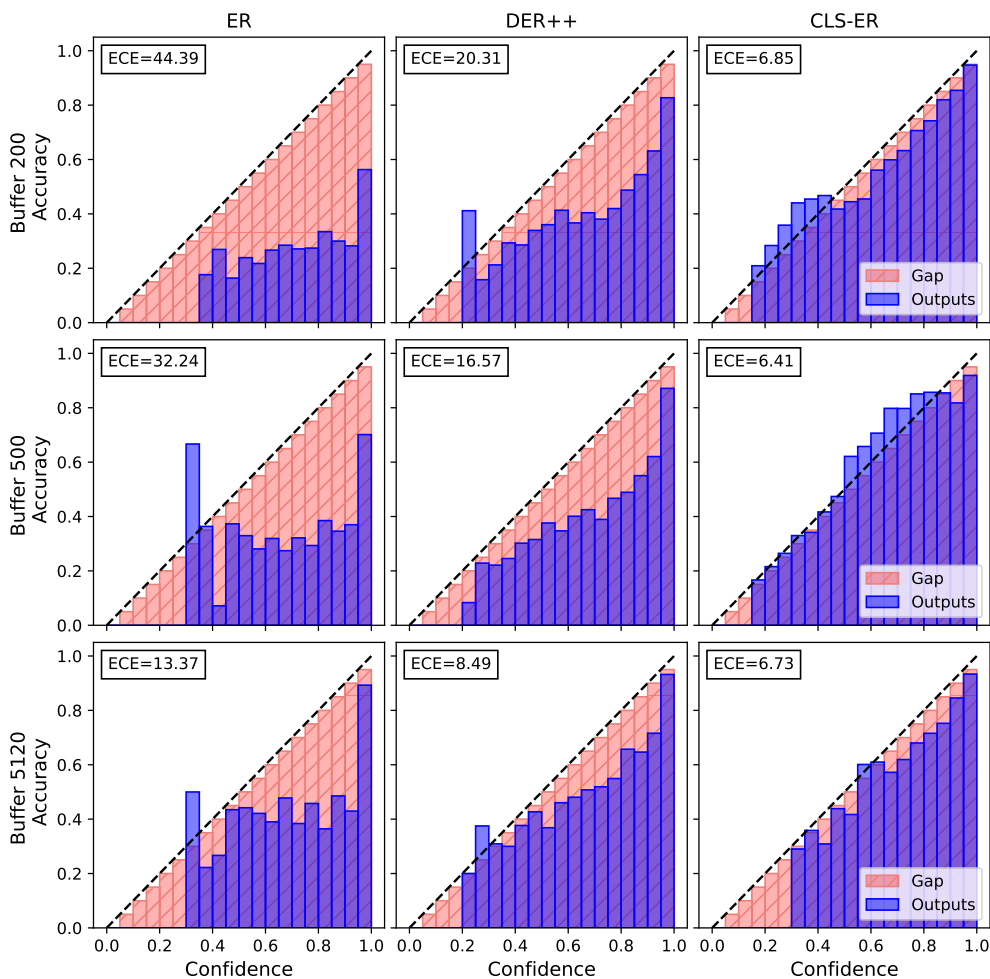 ER DER++ CLS-ER
Buffer 200
Accuracy
1.0
0.8
0.6
0.4
0.2
0.0
ECE=44.39
ECE=20.31
ECE=6.85
Gap
Outputs
Buffer 500
Accuracy
1.0
0.8
0.6
0.4
0.2
0.0
ECE=32.24
ECE=16.57
ECE=6.41
Gap
Outputs
Buffer 5120
Accuracy
1.0
0.8
0.6
0.4
0.2
0.0
ECE=13.37
ECE=8.49
ECE=6.73
Gap
Outputs
0.0 0.2 0.4 0.6 0.8 1.0
0.0 0.2 0.4 0.6 0.8 1.0
0.0 0.2 0.4 0.6 0.8 1.0
Confidence
Confidence
Confidence